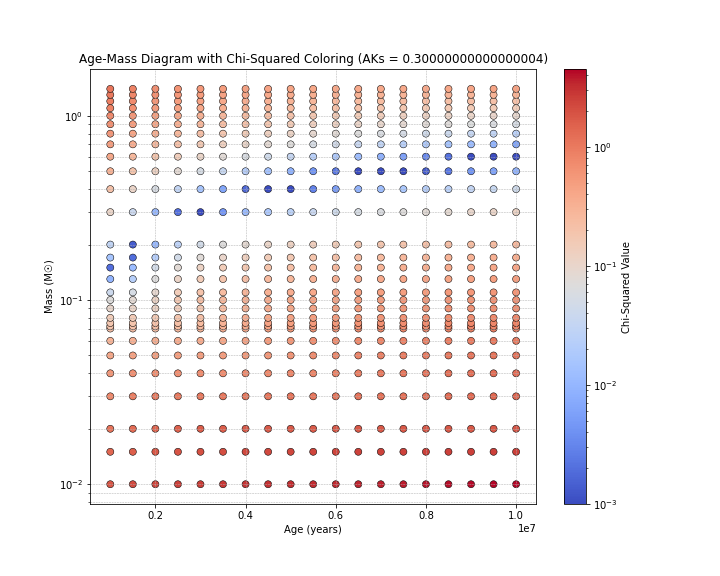 Age-Mass Diagram with Chi-Squared Coloring (AKs = 0.30000000000000004)
Mass (M☉)
10⁰
10⁻¹
10⁻²
0.2 0.4 0.6 0.8 1.0
1e7
Age (years)
10⁰
10⁻¹
10⁻²
10⁻³
Chi-Squared Value